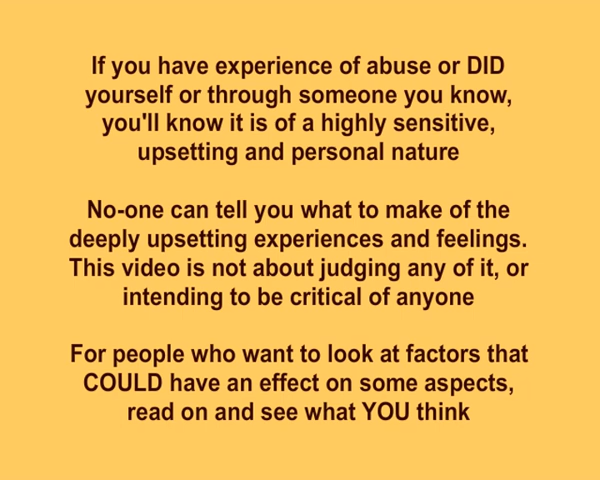 If you have experience of abuse or DID
yourself or through someone you know,
you'll know it is of a highly sensitive,
upsetting and personal nature
No-one can tell you what to make of the
deeply upsetting experiences and feelings.
This video is not about judging any of it, or
intending to be critical of anyone
For people who want to look at factors that
COULD have an effect on some aspects,
read on and see what YOU think